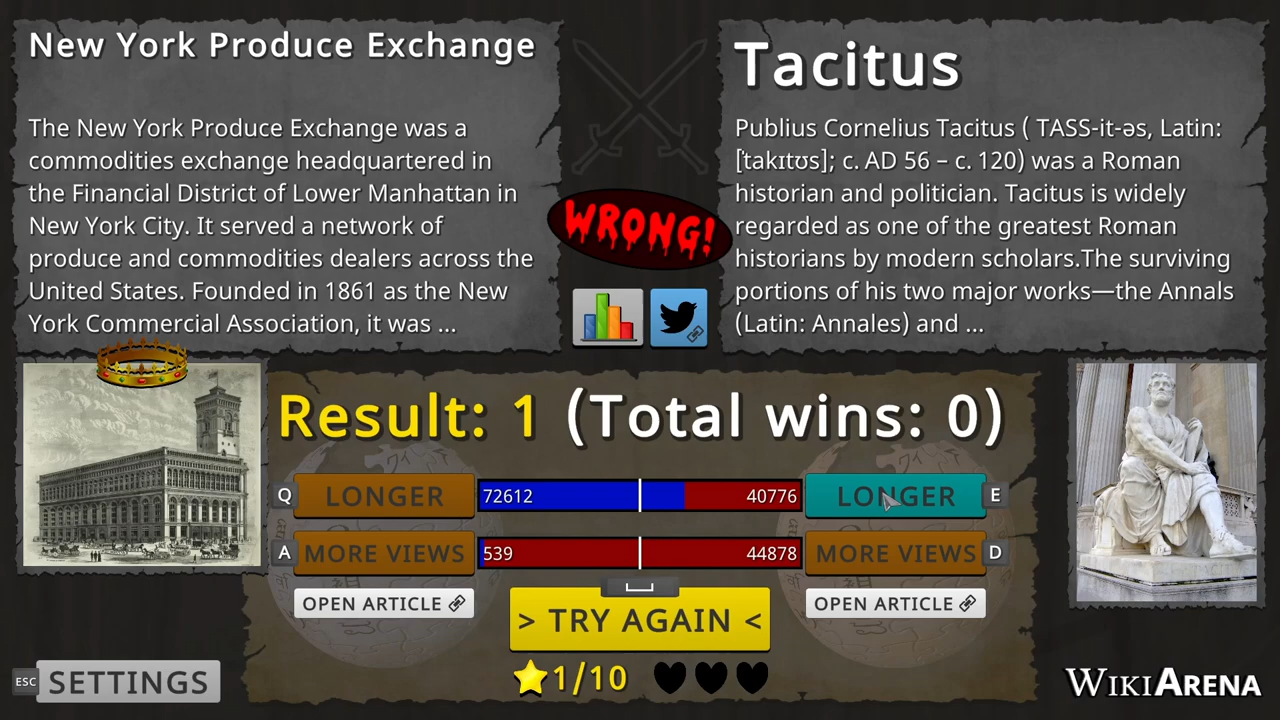 New York Produce Exchange
The New York Produce Exchange was a
commodities exchange headquartered in
the Financial District of Lower Manhattan in
New York City. It served a network of
produce and commodities dealers across the
United States. Founded in 1861 as the New
York Commercial Association, it was ...
WRONG!
Tacitus
Publius Cornelius Tacitus ( TASS-it-əs, Latin:
[ˈtakɪtʊs]; c. AD 56 – c. 120) was a Roman
historian and politician. Tacitus is widely
regarded as one of the greatest Roman
historians by modern scholars.The surviving
portions of his two major works—the Annals
(Latin: Annales) and ...
Result: 1 (Total wins: 0)
Q LONGER 72612 40776 LONGER E
A MORE VIEWS 539 44878 MORE VIEWS D
OPEN ARTICLE OPEN ARTICLE
> TRY AGAIN <
1/10
ESC SETTINGS
WIKIARENA